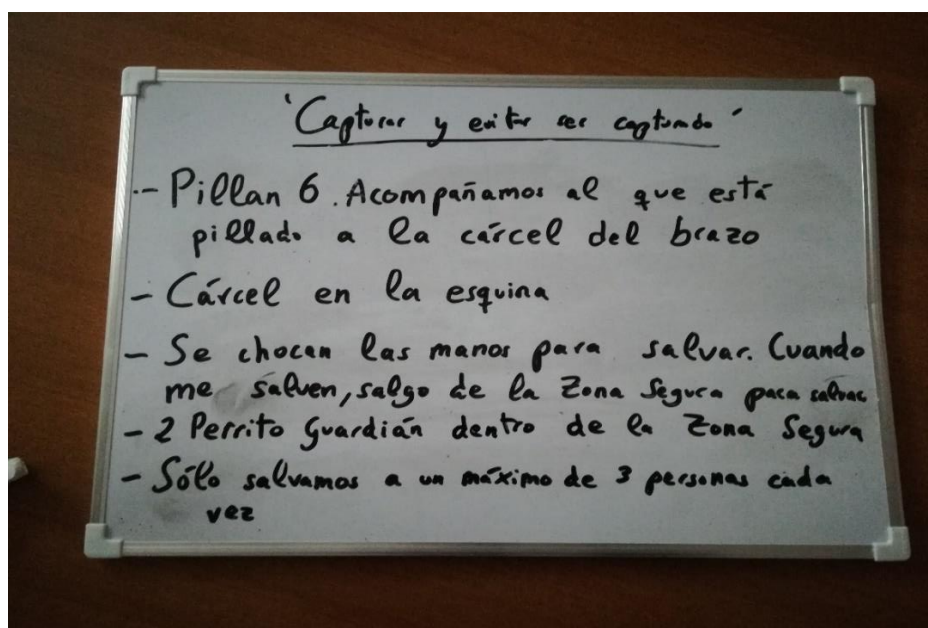 'Capturar y evitar ser capturado'
- Pillan 6. Acompañamos al que está
pillado a la cárcel del brazo
- Cárcel en la esquina
- Se chocan las manos para salvar. Cuando
me salven, salgo de la Zona Segura para salvar
- 2 Perrito Guardián dentro de la Zona Segura
- Sólo salvamos a un máximo de 3 personas cada
vez